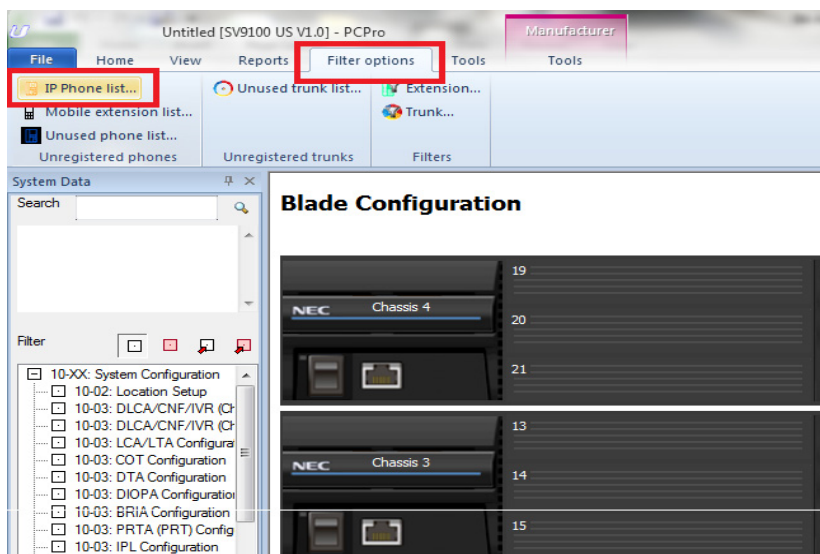 Untitled [SV9100 US V1.0] - PCPro
Manufacturer
File Home View Reports Filter options Tools Tools
IP Phone list...
Unused trunk list...
Extension...
Mobile extension list...
Trunk...
Unused phone list...
Unregistered phones
Unregistered trunks
Filters
System Data
Search
Blade Configuration
19
NEC Chassis 4
20
21
Filter
10-XX: System Configuration
10-02: Location Setup
10-03: DLCA/CNF/IVR (Ch
10-03: DLCA/CNF/IVR (Ch
10-03: LCA/LTA Configura
10-03: COT Configuration
10-03: DTA Configuration
10-03: DIOPA Configuration
10-03: BRIA Configuration
10-03: PRTA (PRT) Config
10-03: IPL Configuration
13
NEC Chassis 3
14
15